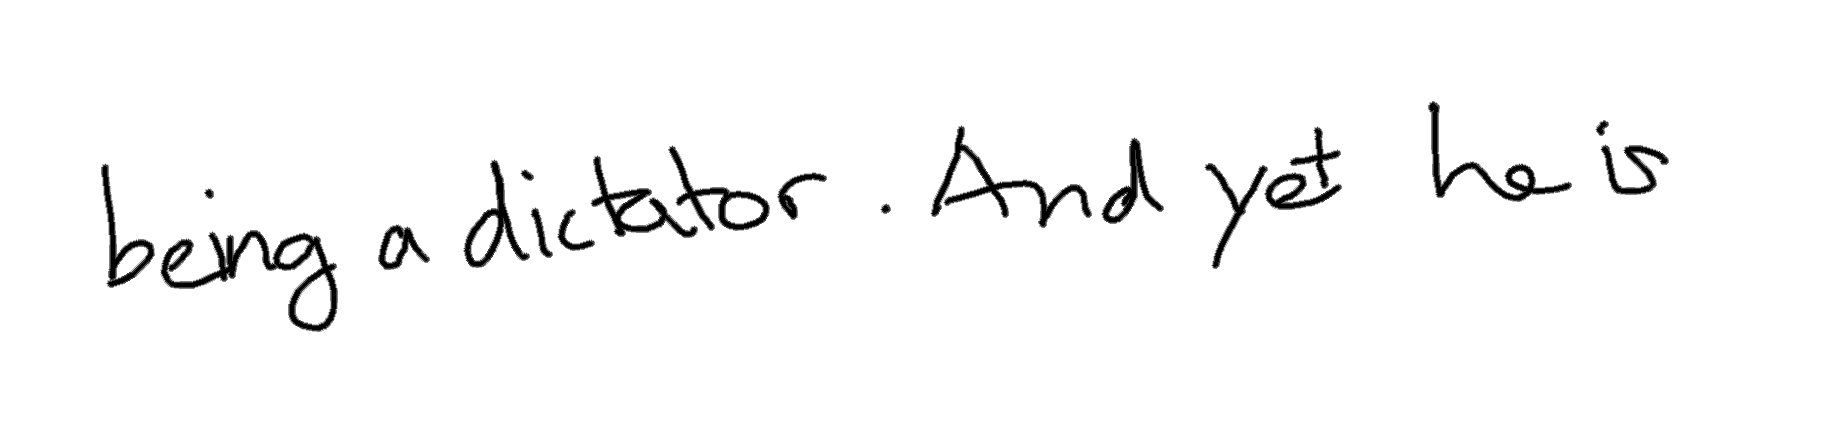 being a dictator. And yet he is